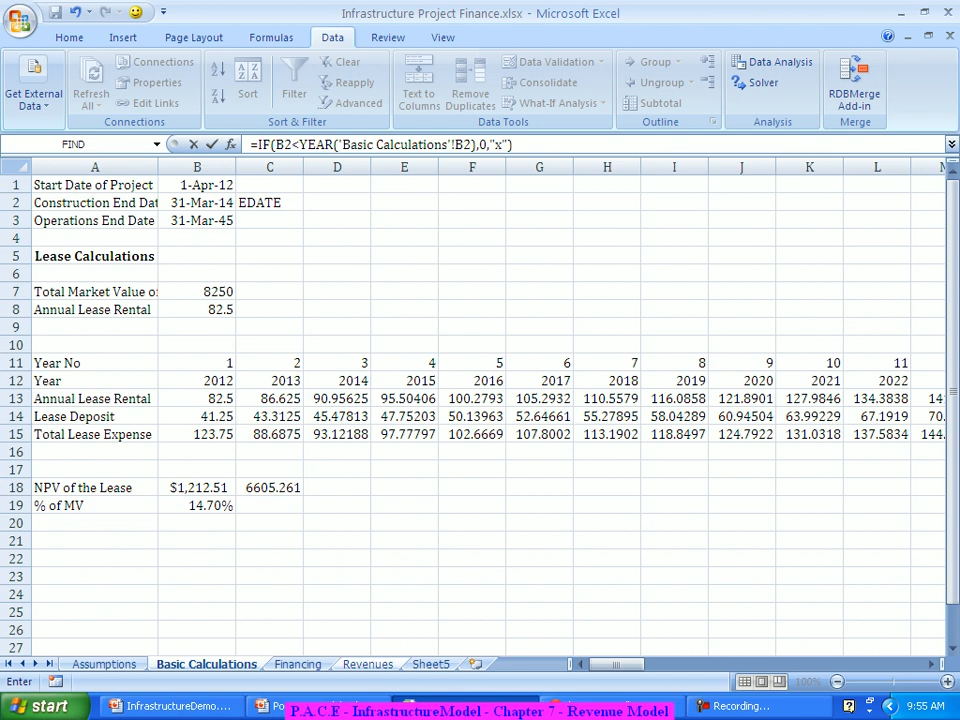 Infrastructure Project Finance.xlsx - Microsoft Excel
Home Insert Page Layout Formulas Data Review View
Get External Data
Refresh All
Connections
Properties
Edit Links
Connections
Sort
Filter
Clear
Reapply
Advanced
Sort & Filter
Text to Columns
Remove Duplicates
Data Validation
Consolidate
What-If Analysis
Data Tools
Group
Ungroup
Subtotal
Outline
Data Analysis
Solver
Analysis
RDBMerge Add-in
Merge
FIND fx =IF(B2<YEAR('Basic Calculations'!B2),0,"x")
A B C D E F G H I J K L M
1 Start Date of Project 1-Apr-12
2 Construction End Dat 31-Mar-14 EDATE
3 Operations End Date 31-Mar-45
4
5 Lease Calculations
6
7 Total Market Value of 8250
8 Annual Lease Rental 82.5
9
10
11 Year No 1 2 3 4 5 6 7 8 9 10 11
12 Year 2012 2013 2014 2015 2016 2017 2018 2019 2020 2021 2022
13 Annual Lease Rental 82.5 86.625 90.95625 95.50406 100.2793 105.2932 110.5579 116.0858 121.8901 127.9846 134.3838 14
14 Lease Deposit 41.25 43.3125 45.47813 47.75203 50.13963 52.64661 55.27895 58.04289 60.94504 63.99229 67.1919 70.
15 Total Lease Expense 123.75 88.6875 93.12188 97.77797 102.6669 107.8002 113.1902 118.8497 124.7922 131.0318 137.5834 144.
16
17
18 NPV of the Lease $1,212.51 6605.261
19 % of MV 14.70%
20
21
22
23
24
25
26
27
Assumptions Basic Calculations Financing Revenues Sheet5
Enter 100%
start InfrastructureDemo.... Po Recording... 9:55 AM
P.A.C.E - InfrastructureModel - Chapter 7 - Revenue Model